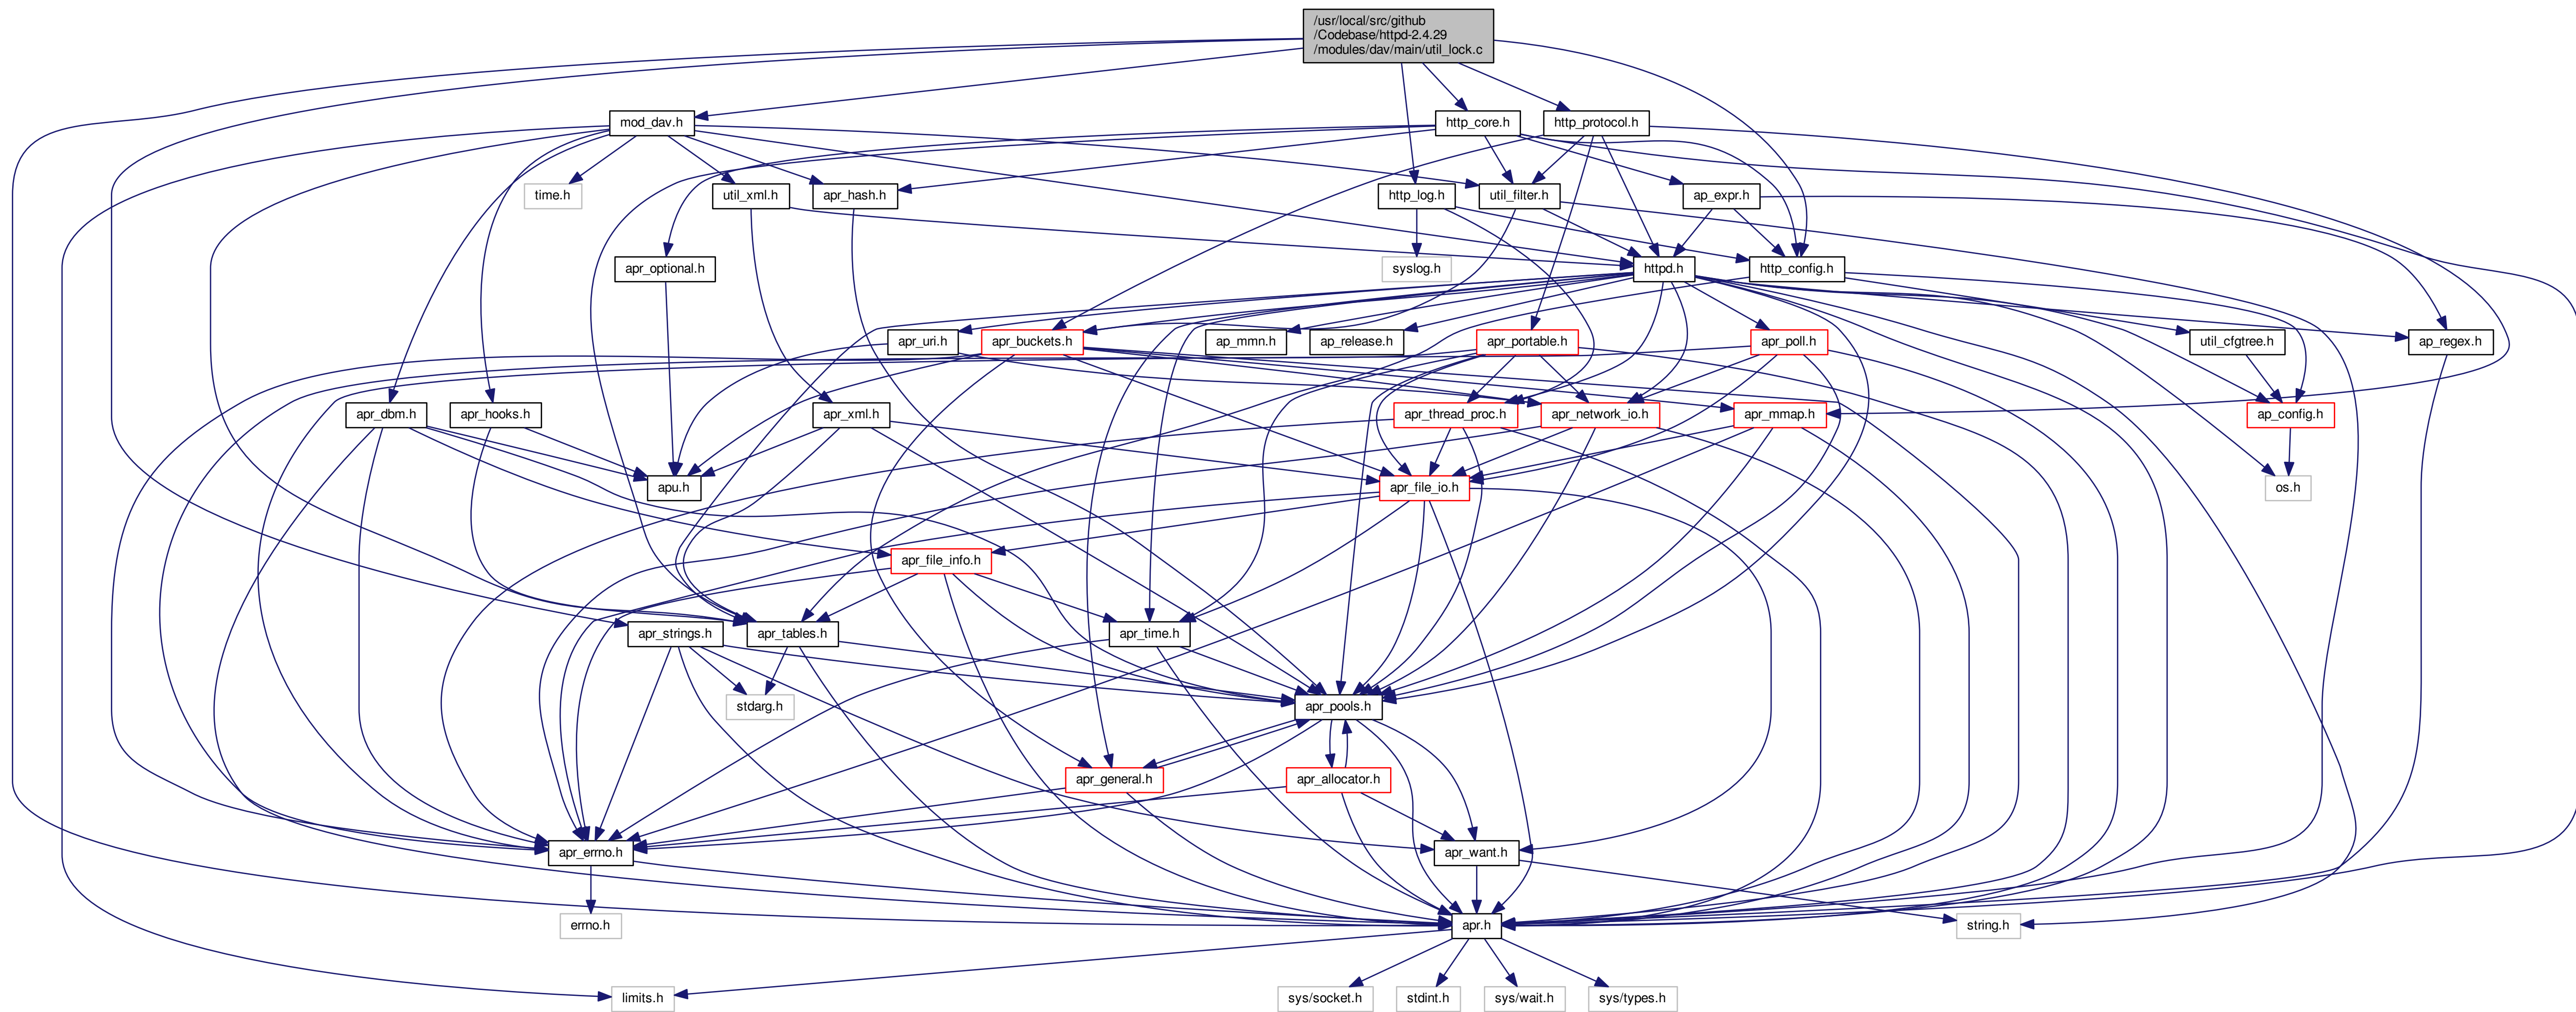 /usr/local/src/github
/Codebase/httpd-2.4.29
/modules/dav/main/util_lock.c
mod_dav.h
http_core.h
http_protocol.h
time.h
util_xml.h
apr_hash.h
http_log.h
util_filter.h
ap_expr.h
apr_optional.h
syslog.h
httpd.h
http_config.h
apr_uri.h
apr_buckets.h
ap_mmn.h
ap_release.h
apr_portable.h
apr_poll.h
util_cfgtree.h
ap_regex.h
apr_dbm.h
apr_hooks.h
apr_xml.h
apr_thread_proc.h
apr_network_io.h
apr_mmap.h
ap_config.h
apu.h
apr_file_io.h
os.h
apr_file_info.h
apr_strings.h
apr_tables.h
apr_time.h
stdarg.h
apr_pools.h
apr_general.h
apr_allocator.h
apr_errno.h
apr_want.h
errno.h
apr.h
string.h
limits.h
sys/socket.h
stdint.h
sys/wait.h
sys/types.h